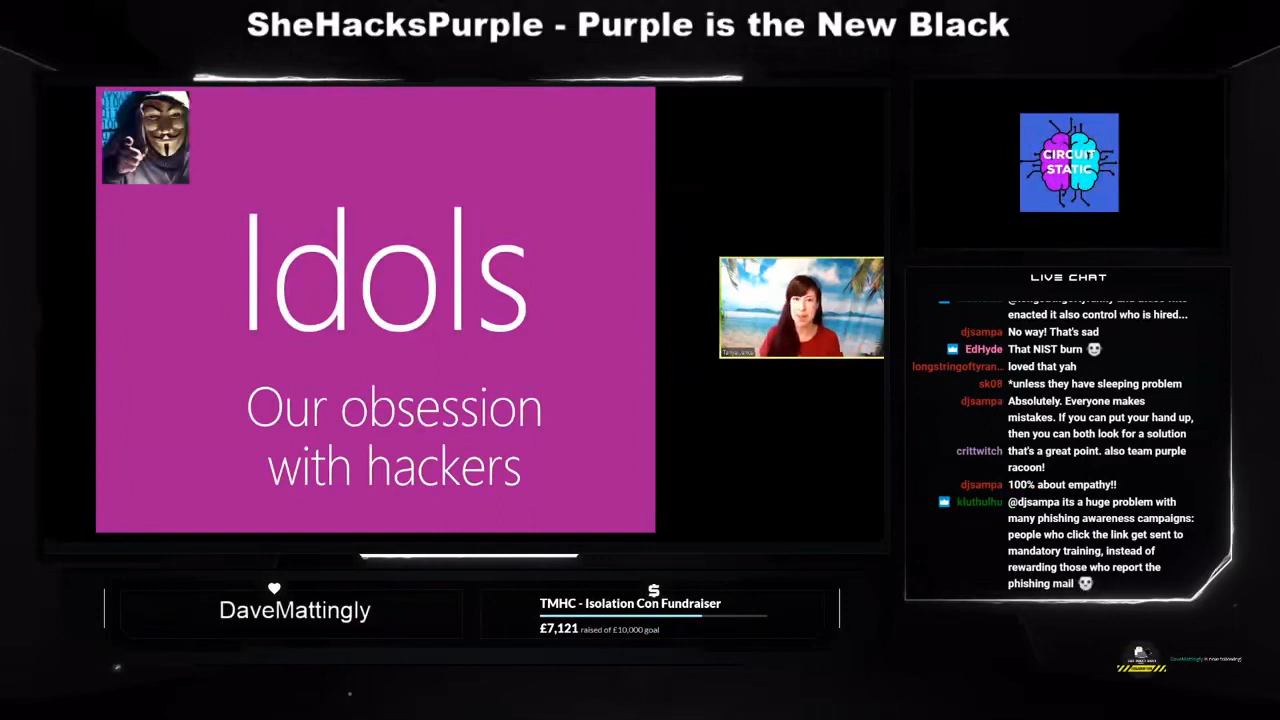 SheHacksPurple - Purple is the New Black
Idols
Our obsession
with hackers
CIRCUIT
STATIC
LIVE CHAT
enacted it also control who is hired...
djsampa No way! That's sad
EdHyde That NIST burn
longstringoftyran... loved that yah
sk08 *unless they have sleeping problem
djsampa Absolutely. Everyone makes
mistakes. If you can put your hand up,
then you can both look for a solution
crittwitch that's a great point. also team purple
racoon!
djsampa 100% about empathy!!
kluthulhu @djsampa its a huge problem with
many phishing awareness campaigns:
people who click the link get sent to
mandatory training, instead of
rewarding those who report the
phishing mail
DaveMattingly
TMHC - Isolation Con Fundraiser
£7,121 raised of £10,000 goal
DaveMattingly is now following!